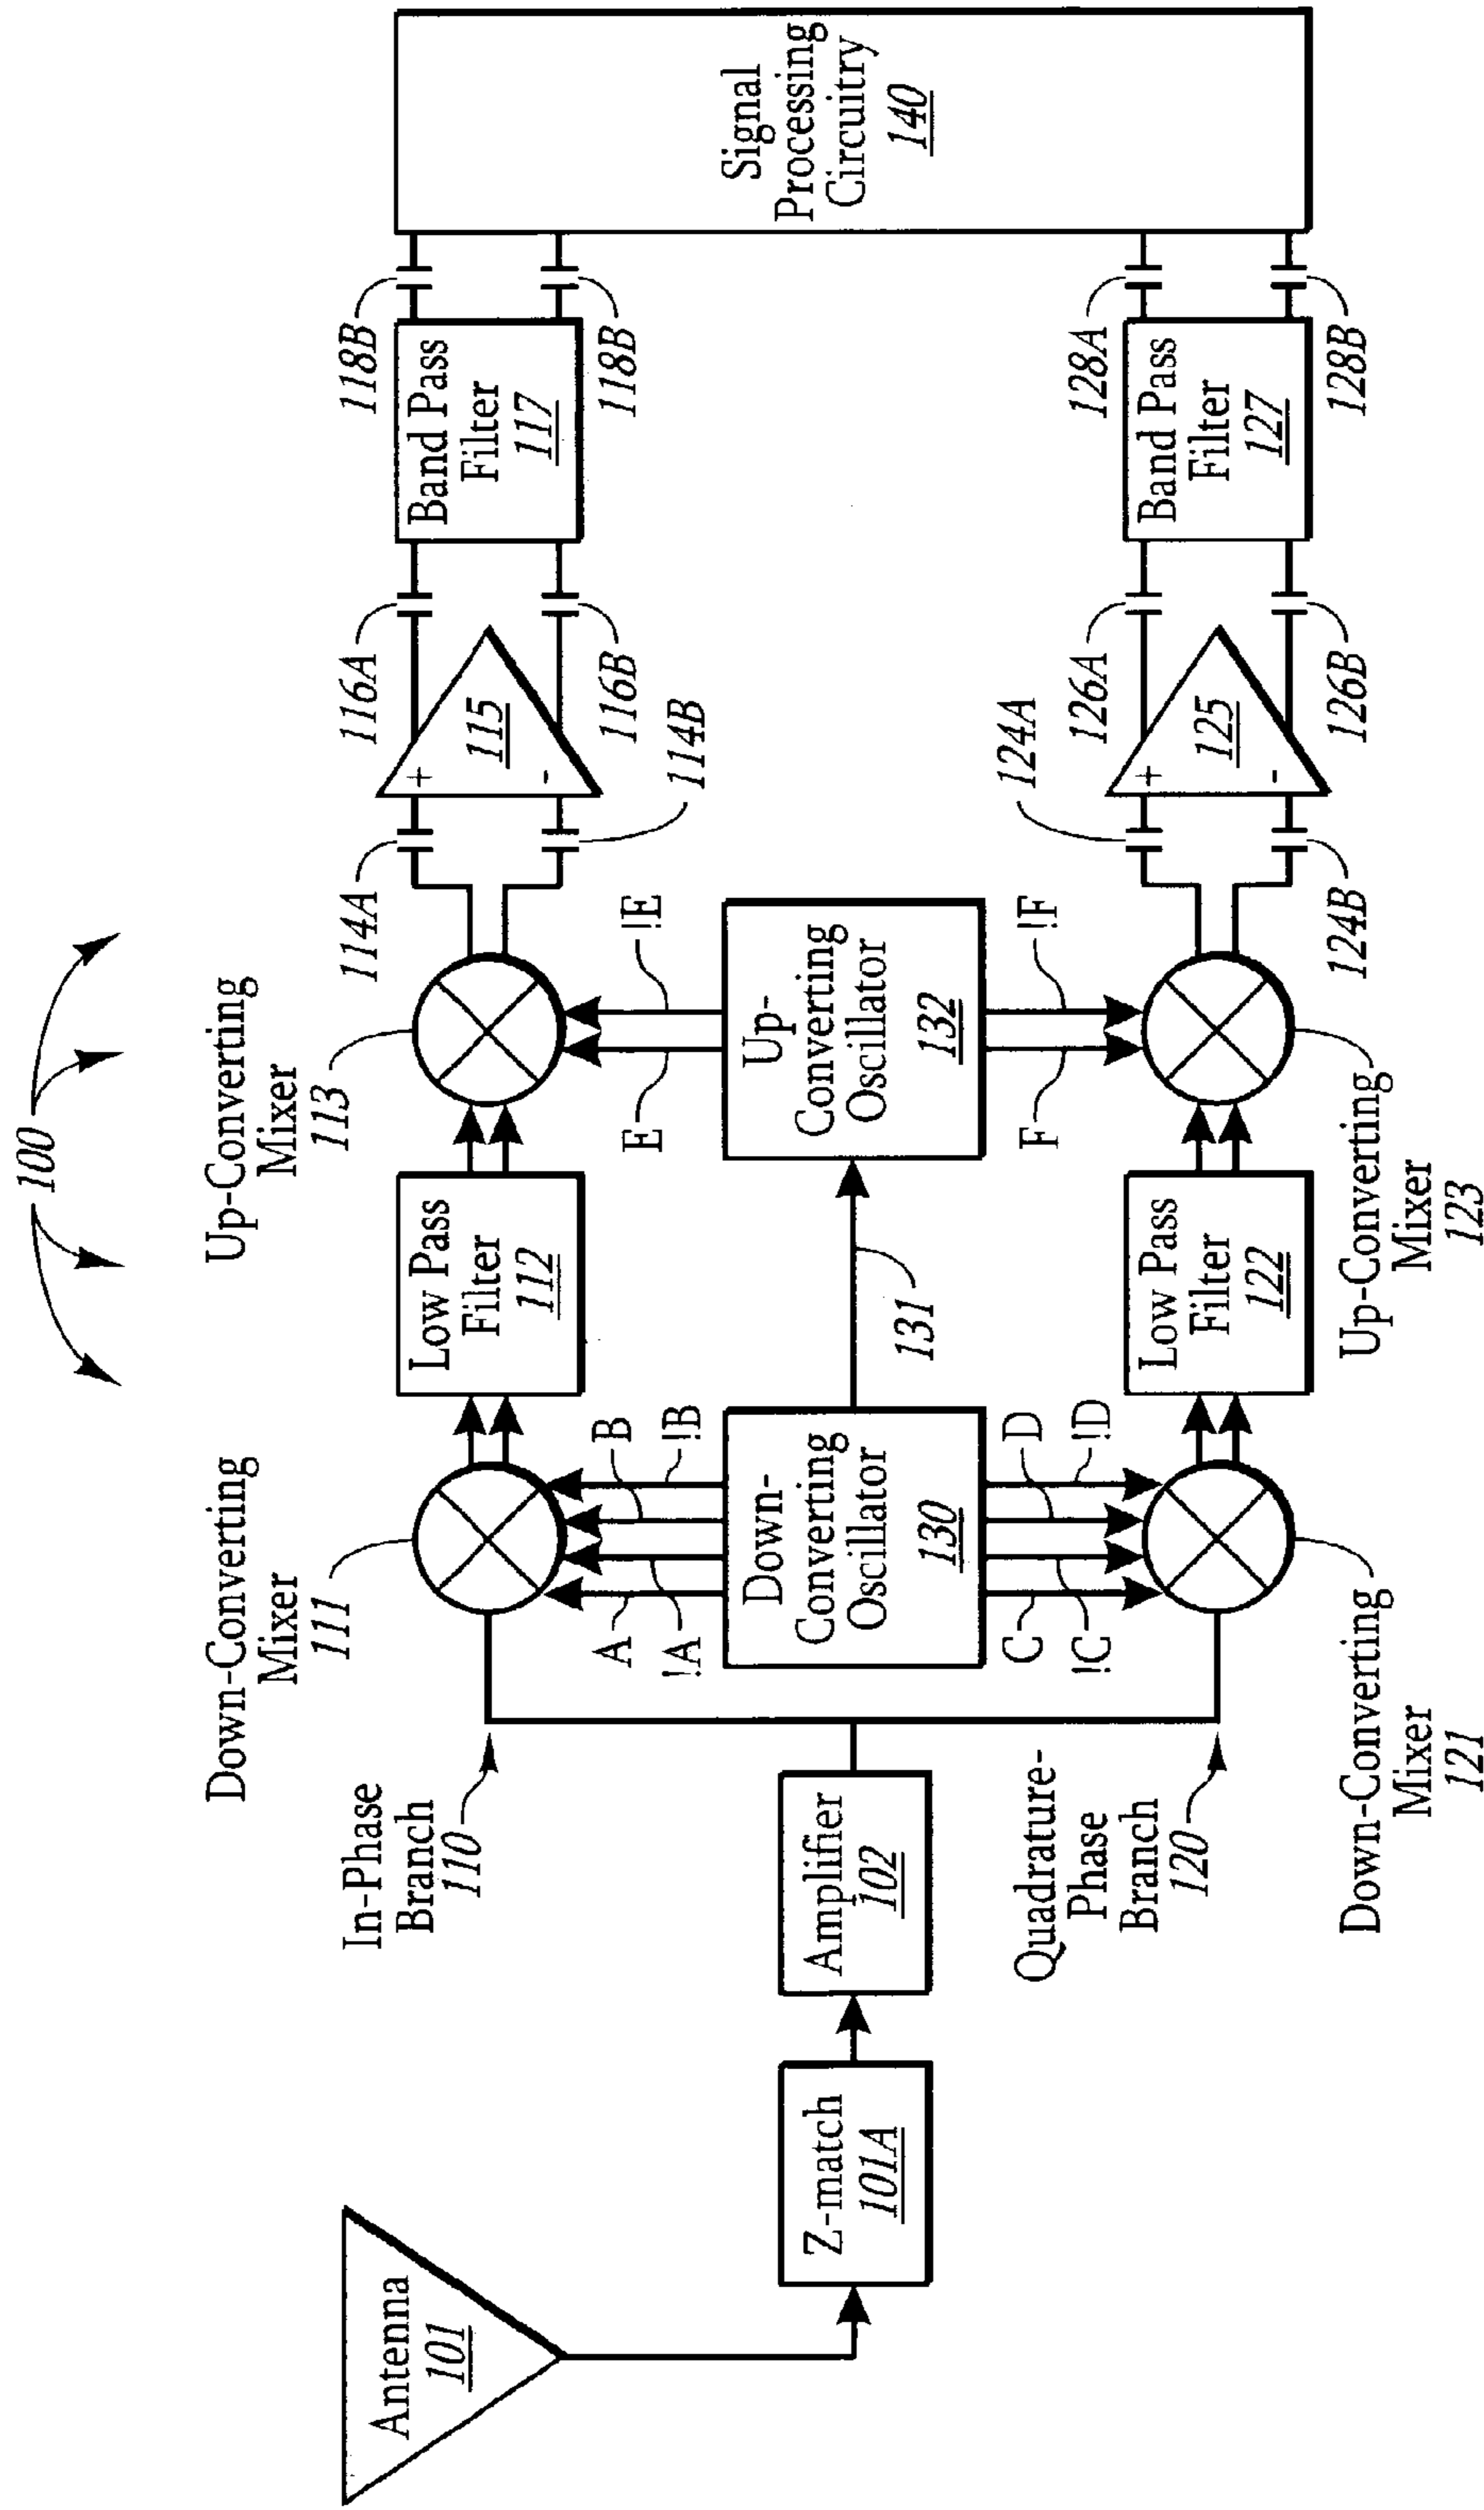 100
Up-Converting
Mixer
113
Down-Converting
Mixer
111
In-Phase
Branch
110
Antenna
101
Z-match
101A
Amplifier
102
Quadrature-
Phase
Branch
120
Down-Converting
Mixer
121
A
!A
B
!B
Down-
Converting
Oscillator
130
C
!C
D
!D
131
Low Pass
Filter
112
Low Pass
Filter
122
E
!E
Up-
Converting
Oscillator
132
F
!F
Up-Converting
Mixer
123
114A
114B
115
+
-
116A
116B
124A
124B
125
+
-
126A
126B
Band Pass
Filter
117
118B
118B
Band Pass
Filter
127
128A
128B
Signal
Processing
Circuitry
140